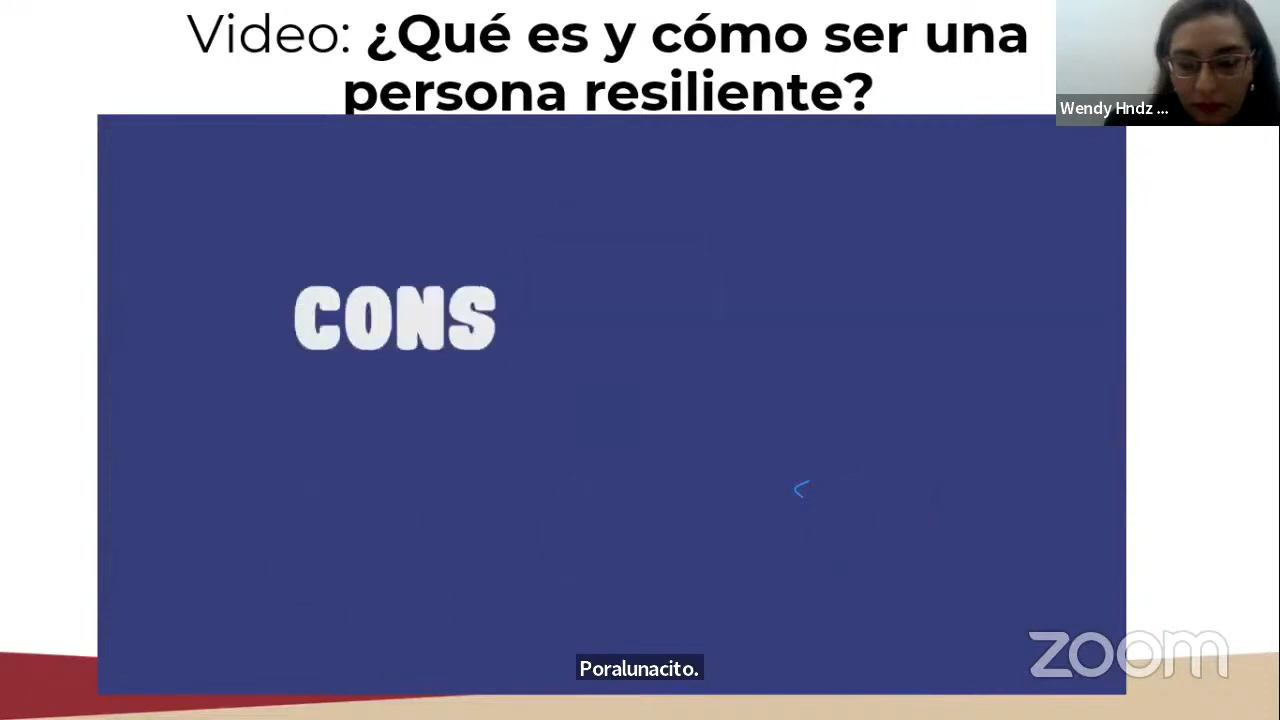 Video: ¿Qué es y cómo ser una
persona resiliente?
Wendy Hndz ...
CONS
Poralunacito.
zoom